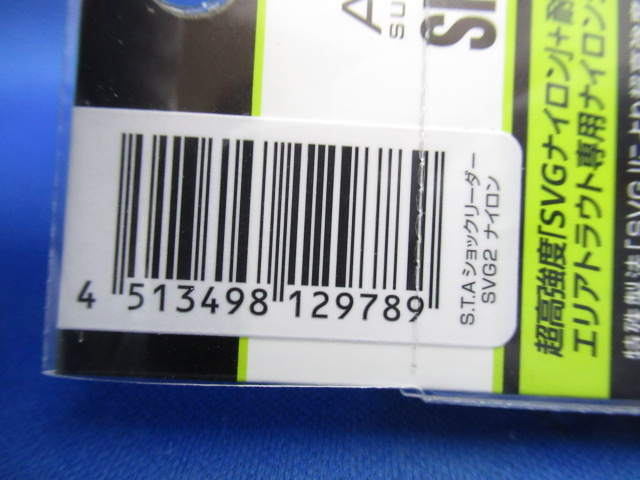 4 513498 129789
S.T.Aショックリーダー
SVG2 ナイロン
超高強度「SVGナイロン」+耐
エリアトラウト専用ナイロン